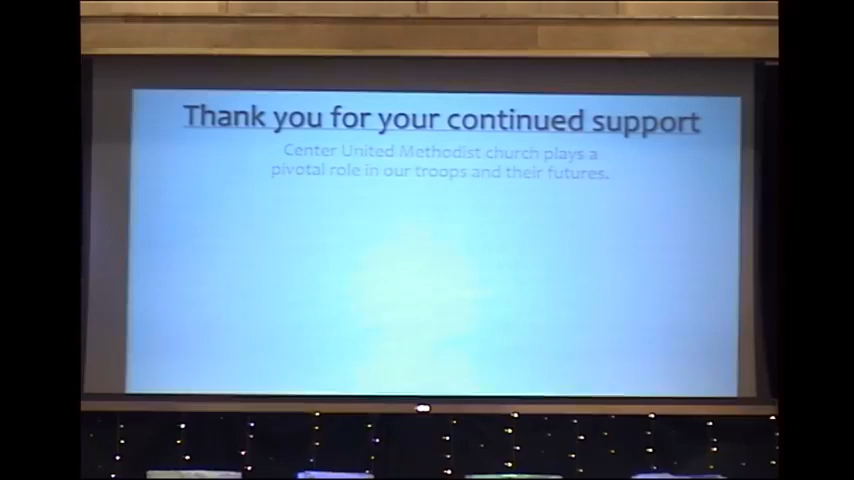 Thank you for your continued support
Center United Methodist church plays a
pivotal role in our troops and their futures.